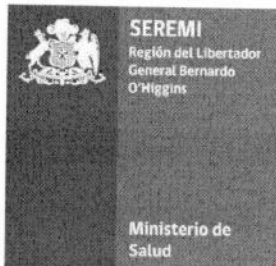 SEREMI
Región del Libertador
General Bernardo
O'Higgins
Ministerio de
Salud